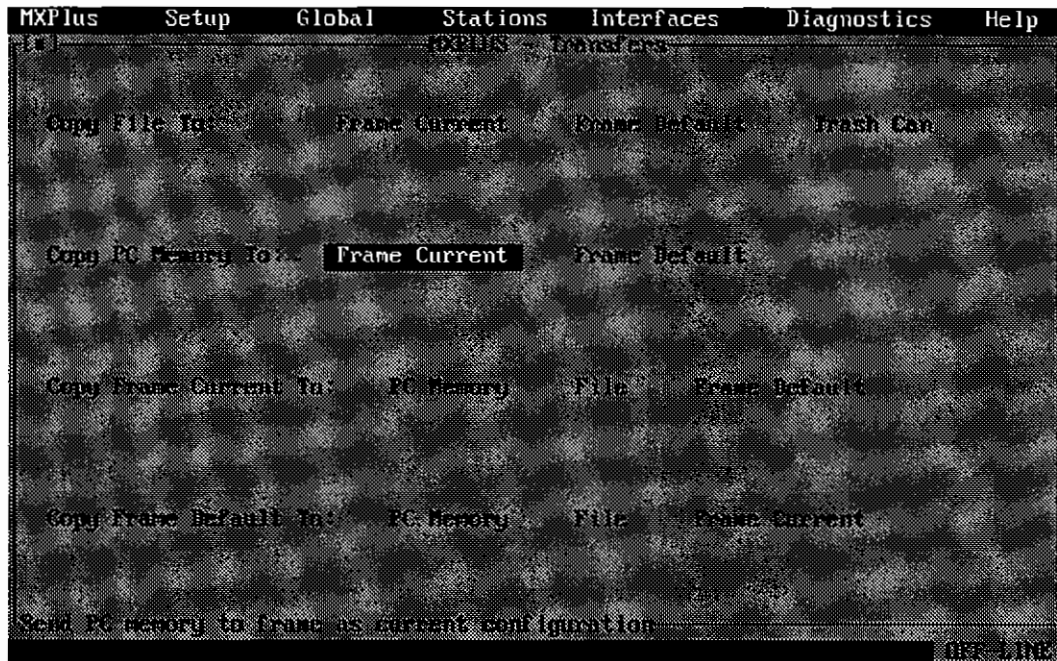 MXPlus Setup Global Stations Interfaces Diagnostics Help
[■] MXPLUS - Transfers
Copy File To: Frame Current Frame Default Trash Can
Copy PC Memory To: Frame Current Frame Default
Copy Frame Current To: PC Memory File Frame Default
Copy Frame Default To: PC Memory File Frame Current
Send PC memory to frame as current configuration
OFF-LINE